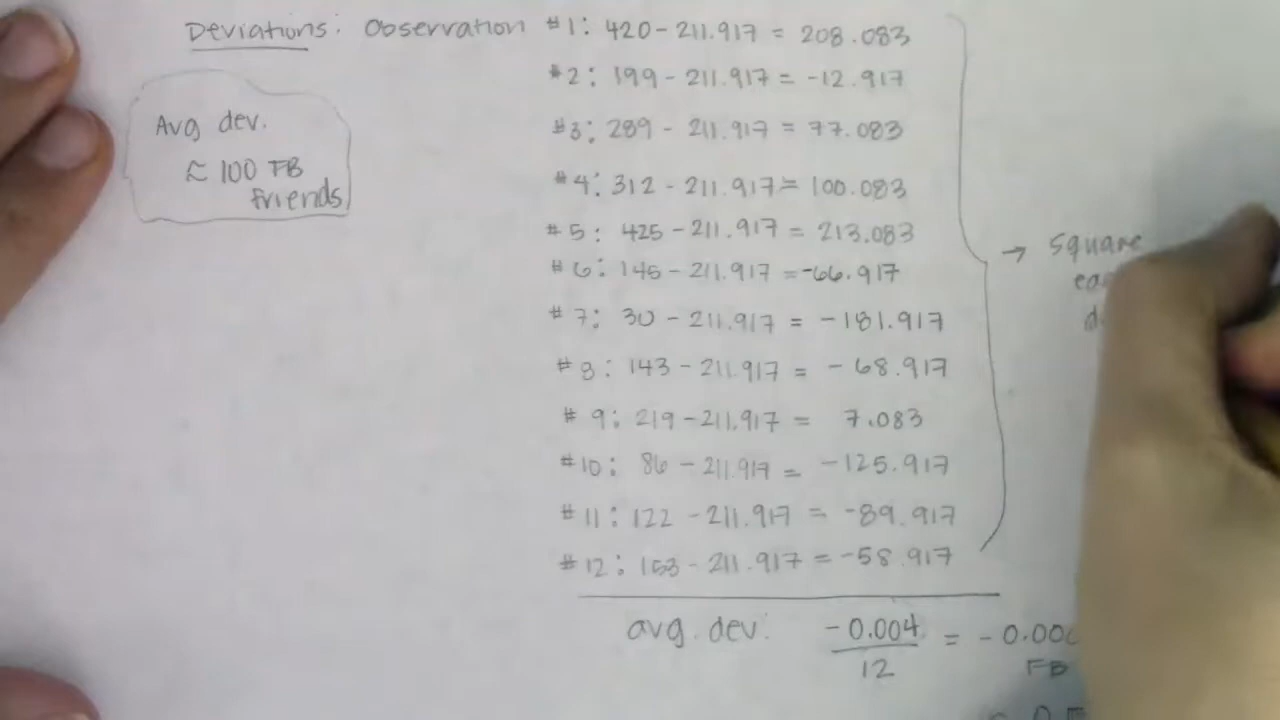 Deviations: Observation #1: 420 - 211.917 = 208.083
#2: 199 - 211.917 = -12.917
#3: 289 - 211.917 = 77.083
#4: 312 - 211.917 = 100.083
#5: 425 - 211.917 = 213.083
#6: 145 - 211.917 = -66.917
#7: 30 - 211.917 = -181.917
#8: 143 - 211.917 = -68.917
#9: 219 - 211.917 = 7.083
#10: 86 - 211.917 = -125.917
#11: 122 - 211.917 = -89.917
#12: 153 - 211.917 = -58.917
Avg dev.
≈ 100 FB
friends
→ square
avg. dev:
-0.004
12
= -0.00
FB